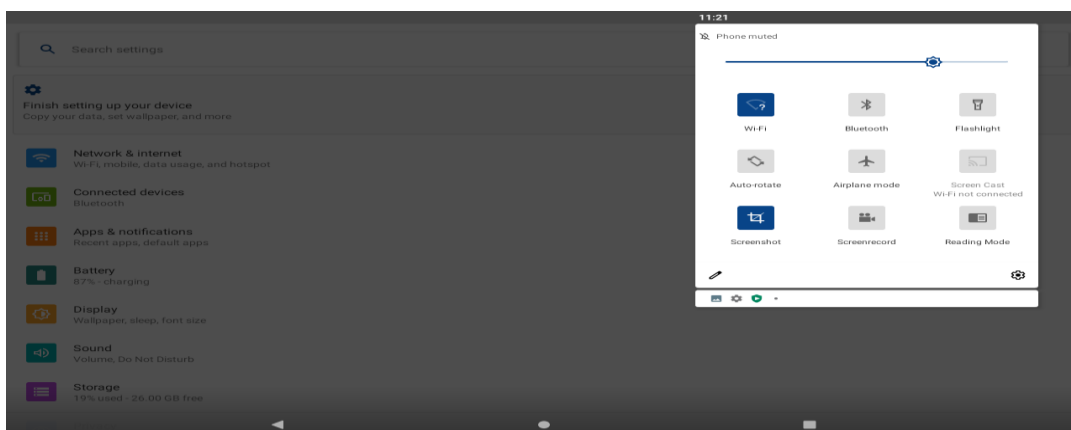 11:21
Search settings
Finish setting up your device
Copy your data, set wallpaper, and more
Network & internet
Wi-Fi, mobile, data usage, and hotspot
Connected devices
Bluetooth
Apps & notifications
Recent apps, default apps
Battery
87% - charging
Display
Wallpaper, sleep, font size
Sound
Volume, Do Not Disturb
Storage
19% used - 26.00 GB free
Phone muted
Wi-Fi
Bluetooth
Flashlight
Auto-rotate
Airplane mode
Screen Cast
Wi-Fi not connected
Screenshot
Screenrecord
Reading Mode